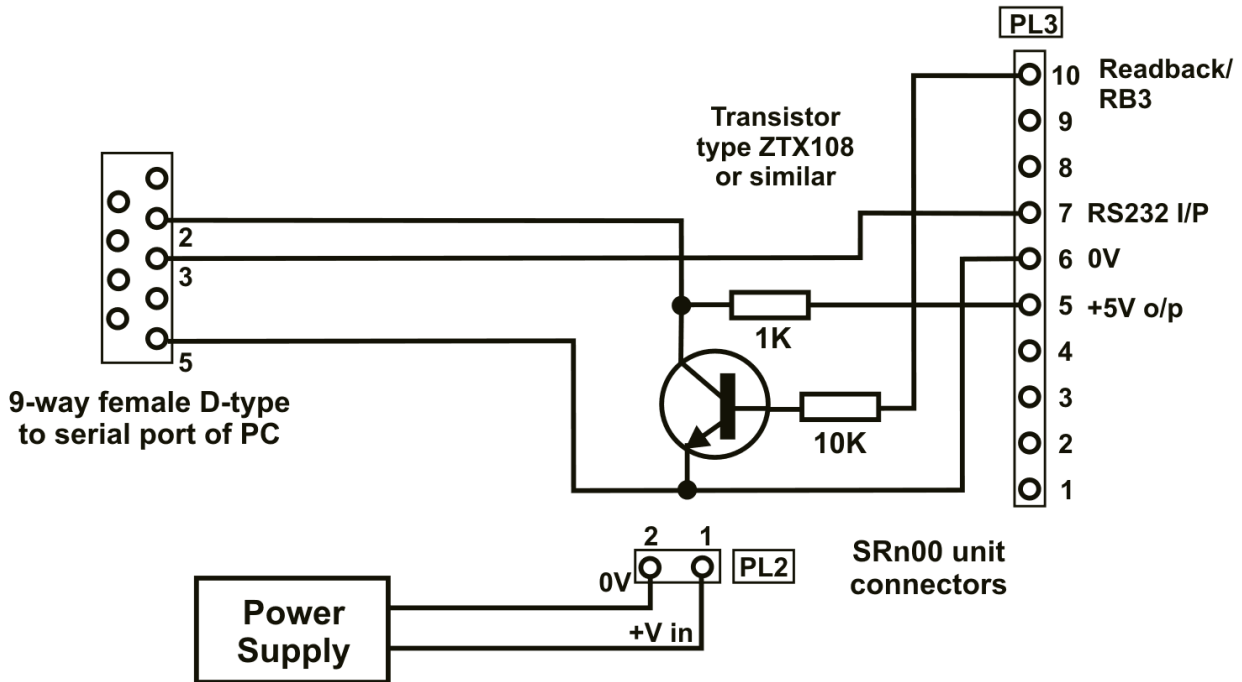 PL3
10 Readback/
RB3
9
8
7 RS232 I/P
6 0V
5 +5V o/p
4
3
2
1
Transistor
type ZTX108
or similar
2
3
5
1K
10K
9-way female D-type
to serial port of PC
2 1
PL2
0V
+V in
SRn00 unit
connectors
Power
Supply